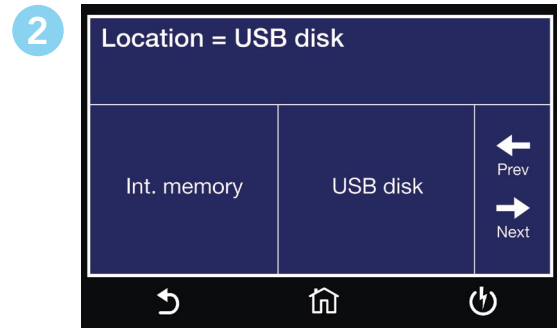 2
Location = USB disk
Int. memory
USB disk
Prev
Next